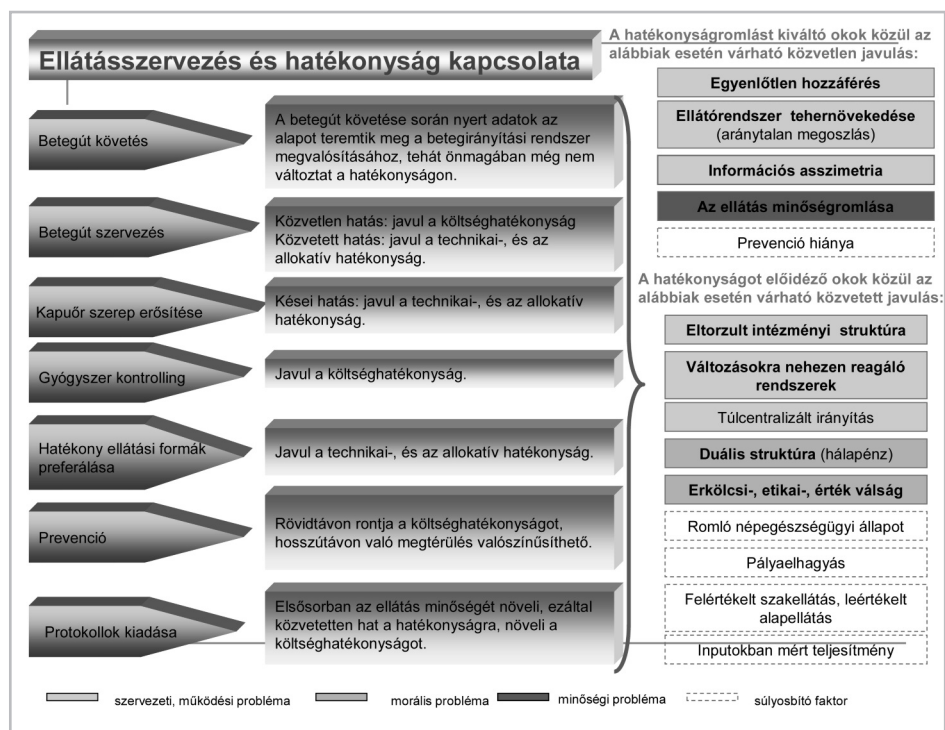 Ellátásszervezés és hatékonyság kapcsolata
Betegút követés
A betegút követése során nyert adatok az
alapot teremtik meg a betegirányítási rendszer
megvalósításához, tehát önmagában még nem
változtat a hatékonyságon.
Betegút szervezés
Közvetlen hatás: javul a költséghatékonyság
Közvetett hatás: javul a technikai-, és az
allokatív hatékonyság.
Kapuőr szerep erősítése
Kései hatás: javul a technikai-, és az allokatív
hatékonyság.
Gyógyszer kontrolling
Javul a költséghatékonyság.
Hatékony ellátási formák
preferálása
Javul a technikai-, és az allokatív hatékonyság.
Prevenció
Rövidtávon rontja a költséghatékonyságot,
hosszútávon való megtérülés valószínűsíthető.
Protokollok kiadása
Elsősorban az ellátás minőségét növeli, ezáltal
közvetetten hat a hatékonyságra, növeli a
költséghatékonyságot.
A hatékonyságromlást kiváltó okok közül az
alábbiak esetén várható közvetlen javulás:
Egyenlőtlen hozzáférés
Ellátórendszer tehernövekedése
(aránytalan megoszlás)
Információs asszimetria
Az ellátás minőségromlása
Prevenció hiánya
A hatékonyságot előidéző okok közül az
alábbiak esetén várható közvetett javulás:
Eltorzult intézményi struktúra
Változásokra nehezen reagáló
rendszerek
Túlcentralizált irányítás
Duális struktúra (hálapénz)
Erkölcsi-, etikai-, érték válság
Romló népegészségügyi állapot
Pályaelhagyás
Felértékelt szakellátás, leértékelt
alapellátás
Inputokban mért teljesítmény
szervezeti, működési probléma
morális probléma
minőségi probléma
súlyosbító faktor